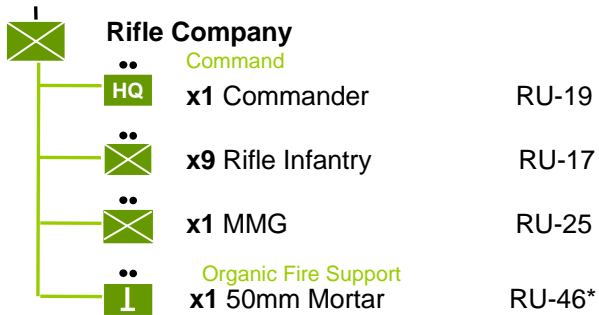 Rifle Company
Command
HQ x1 Commander RU-19
x9 Rifle Infantry RU-17
x1 MMG RU-25
Organic Fire Support
x1 50mm Mortar RU-46*